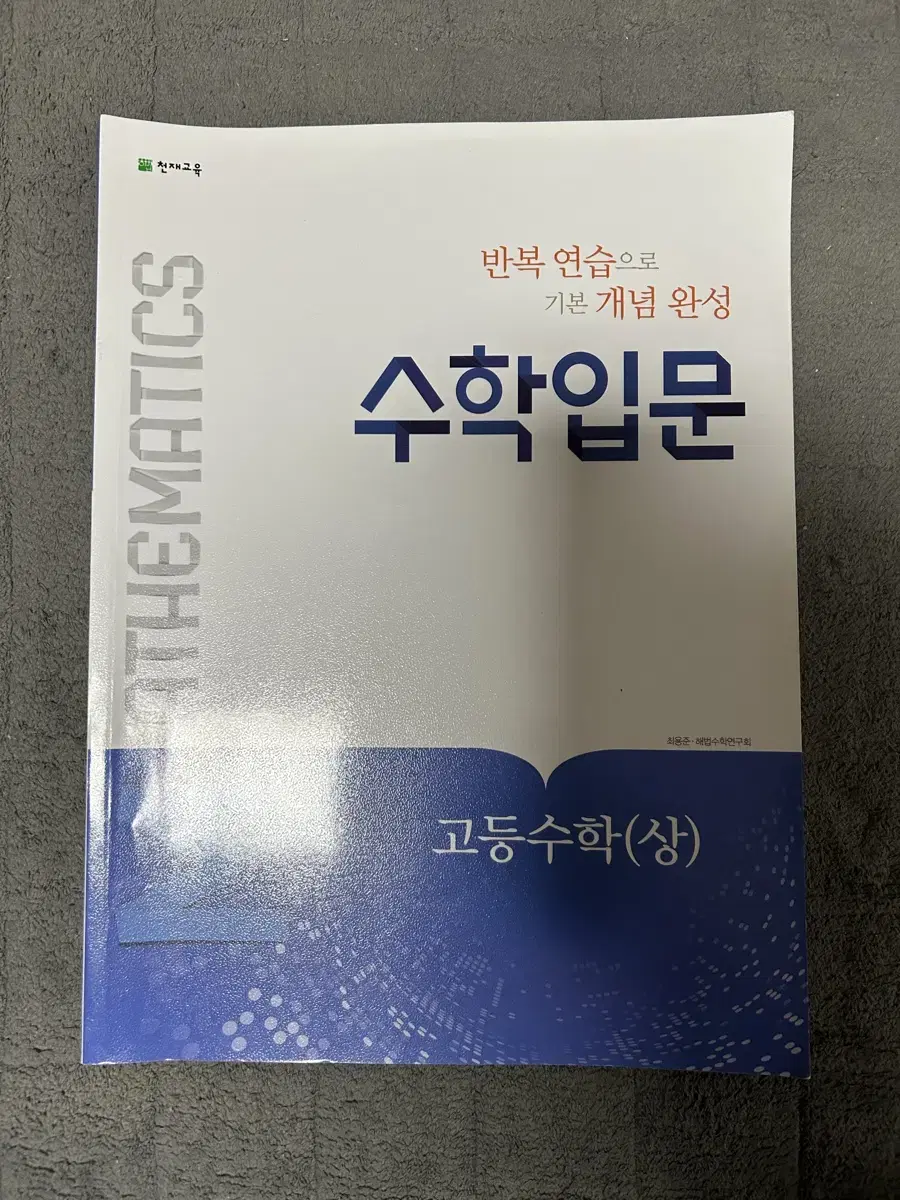 천재교육
반복 연습으로
기본 개념 완성
수학입문
MATHEMATICS
최용준·해법수학연구회
고등수학(상)